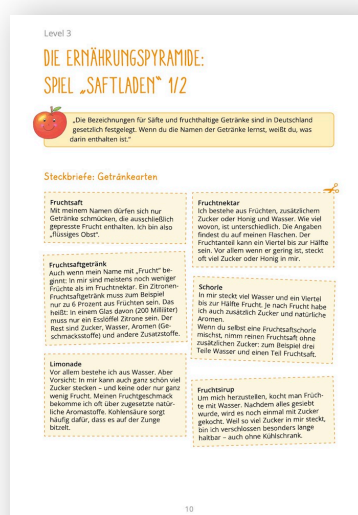 Level 3
DIE ERNÄHRUNGSPYRAMIDE:
SPIEL „SAFTLADEN“ 1/2
„Die Bezeichnungen für Säfte und fruchthaltige Getränke sind in Deutschland
gesetzlich festgelegt. Wenn du die Namen der Getränke lernst, weißt du, was
darin enthalten ist.“
Steckbriefe: Getränkearten
Fruchtsaft
Mit meinem Namen dürfen sich nur
Getränke schmücken, die ausschließlich
gepresste Frucht enthalten. Ich bin also
„flüssiges Obst“.
Fruchtsaftgetränk
Auch wenn mein Name mit „Frucht“ be-
ginnt: In mir sind meistens noch weniger
Früchte als im Fruchtnektar. Ein Zitronen-
Fruchtsaftgetränk muss zum Beispiel
nur zu 6 Prozent aus Früchten sein. Das
heißt: In einem Glas davon (200 Milliliter)
muss nur ein Esslöffel Zitrone sein. Der
Rest sind Zucker, Wasser, Aromen (Ge-
schmacksstoffe) und andere Zusatzstoffe.
Limonade
Vor allem bestehe ich aus Wasser. Aber
Vorsicht: In mir kann auch ganz schön viel
Zucker stecken – und keine oder nur ganz
wenig Frucht. Meinen Fruchtgeschmack
bekomme ich oft über zugesetzte natür-
liche Aromastoffe. Kohlensäure sorgt
häufig dafür, dass es auf der Zunge
bitzelt.
Fruchtnektar
Ich bestehe aus Früchten, zusätzlichem
Zucker oder Honig und Wasser. Wie viel
wovon, ist unterschiedlich. Die Angaben
findest du auf meinen Flaschen. Der
Fruchtanteil kann ein Viertel bis zur Hälfte
sein. Vor allem wenn er gering ist, steckt
oft viel Zucker oder Honig in mir.
Schorle
In mir steckt viel Wasser und ein Viertel
bis zur Hälfte Frucht. Je nach Frucht habe
ich auch zusätzlich Zucker und natürliche
Aromen.
Wenn du selbst eine Fruchtsaftschorle
mischst, nimm reinen Fruchtsaft ohne
zusätzlichen Zucker: zum Beispiel drei
Teile Wasser und einen Teil Fruchtsaft.
Fruchtsirup
Um mich herzustellen, kocht man Früch-
te mit Wasser. Nachdem alles gesiebt
wurde, wird es noch einmal mit Zucker
gekocht. Weil so viel Zucker in mir steckt,
bin ich verschlossen besonders lange
haltbar – auch ohne Kühlschrank.
10